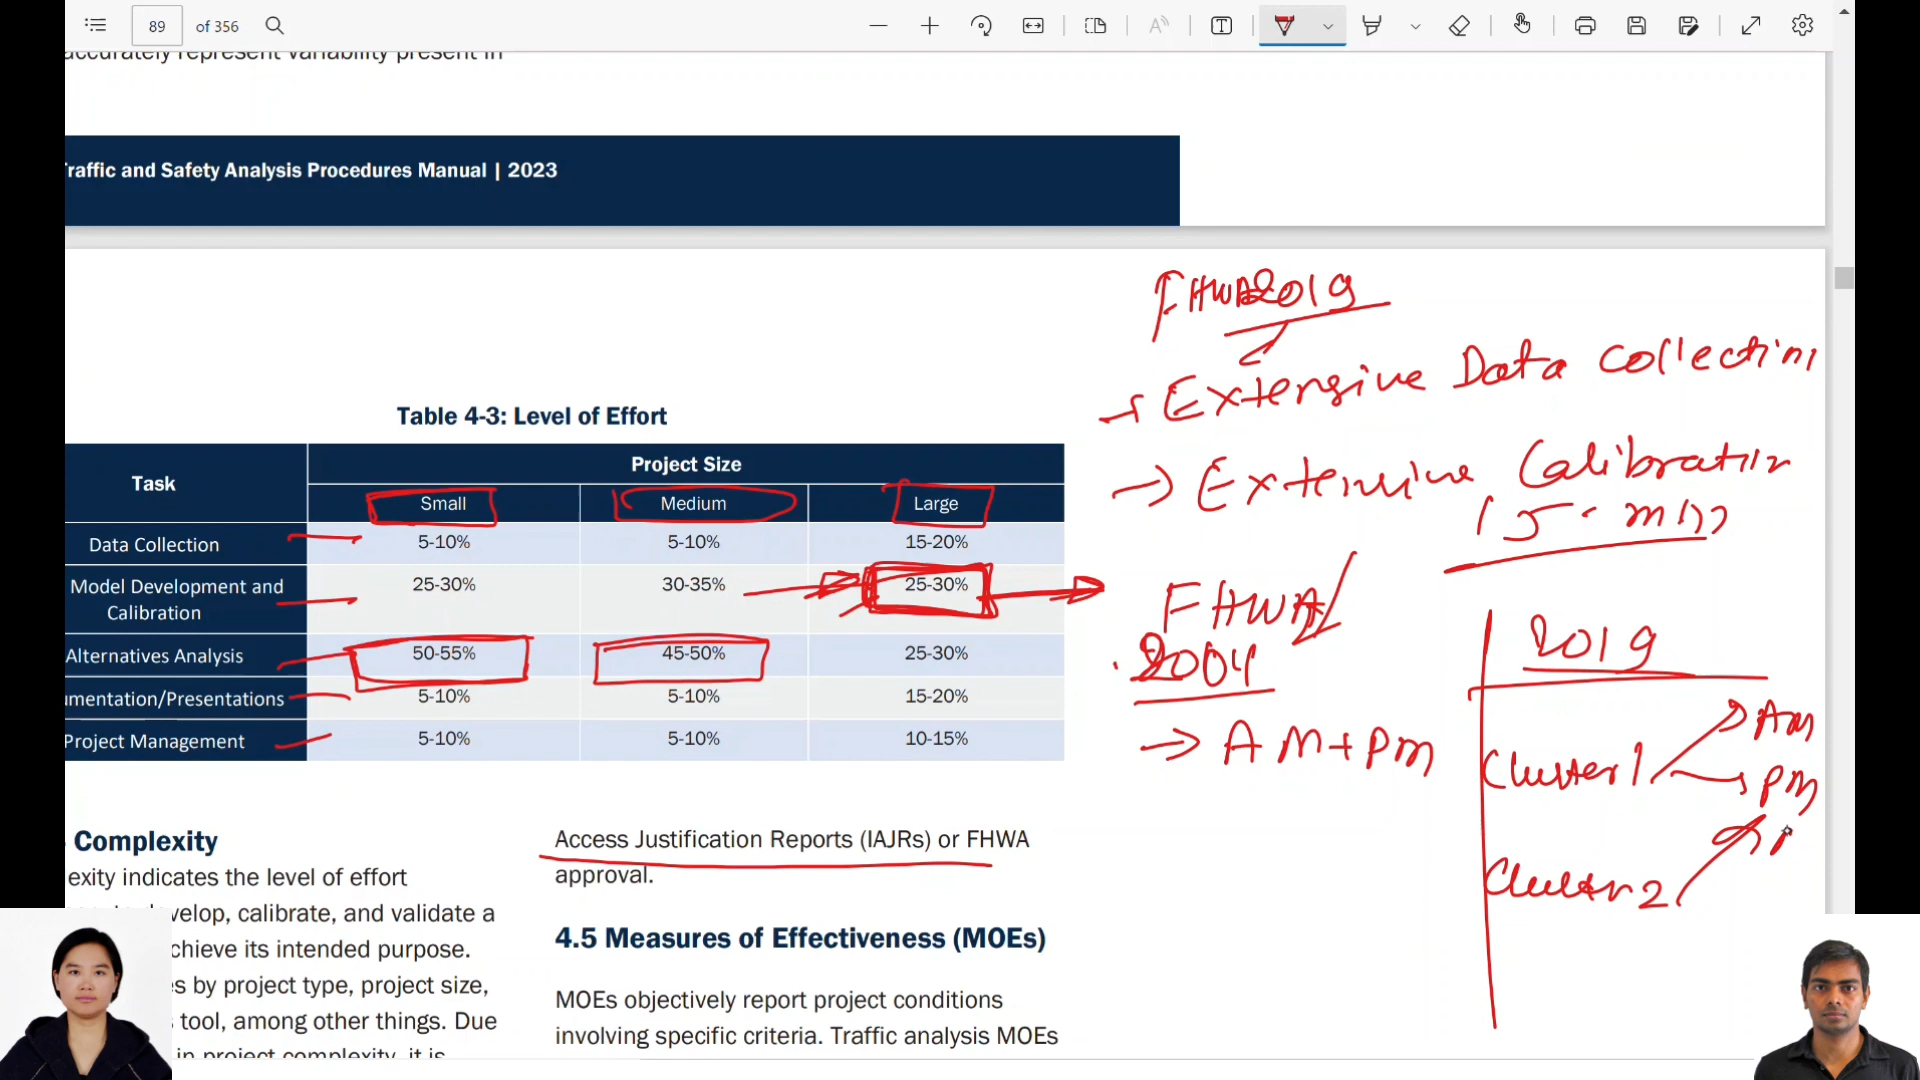 89 of 356
accurately represent variability present in
Traffic and Safety Analysis Procedures Manual | 2023
Table 4-3: Level of Effort
Task Project Size
Small Medium Large
Data Collection 5-10% 5-10% 15-20%
Model Development and Calibration 25-30% 30-35% 25-30%
Alternatives Analysis 50-55% 45-50% 25-30%
umentation/Presentations 5-10% 5-10% 15-20%
Project Management 5-10% 5-10% 10-15%
Complexity
exity indicates the level of effort
velop, calibrate, and validate a
chieve its intended purpose.
s by project type, project size,
tool, among other things. Due
in project complexity, it is
Access Justification Reports (IAJRs) or FHWA
approval.
4.5 Measures of Effectiveness (MOEs)
MOEs objectively report project conditions
involving specific criteria. Traffic analysis MOEs
FHWA 2019
→ Extensive Data Collection
→ Extensive Calibration
15-min
FHWA
2004
→ AM+PM
2019
Cluster 1 AM
PM
Cluster 2